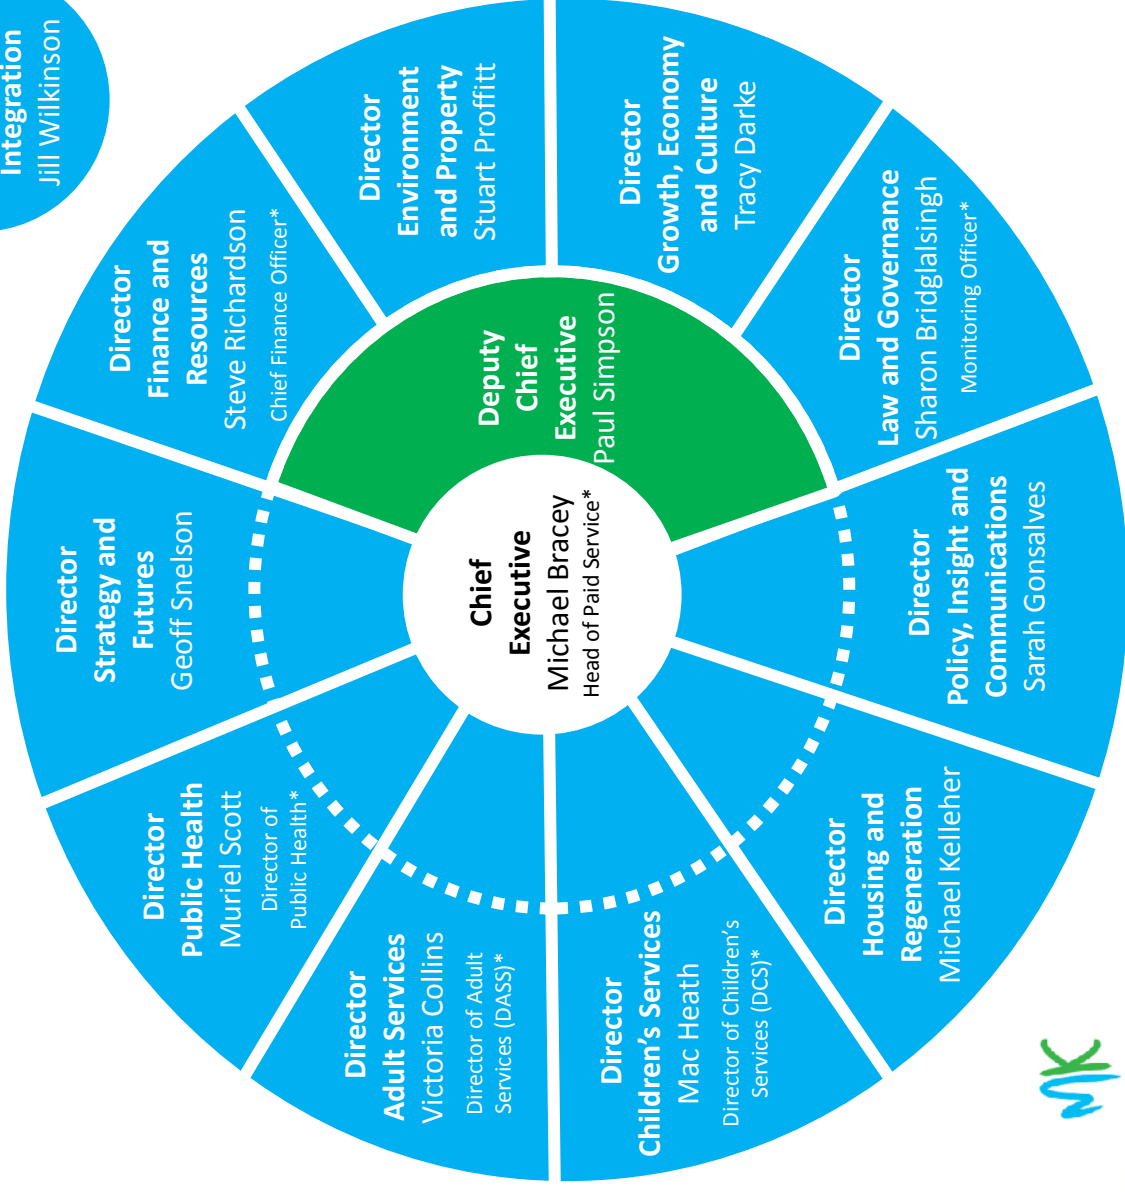 Integration
Jill Wilkinson
Chief
Executive
Michael Bracey
Head of Paid Service*
Deputy
Chief
Executive
Paul Simpson
Director
Strategy and
Futures
Geoff Snelson
Director
Finance and
Resources
Steve Richardson
Chief Finance Officer*
Director
Environment
and Property
Stuart Proffitt
Director
Growth, Economy
and Culture
Tracy Darke
Director
Law and Governance
Sharon Bridglalsingh
Monitoring Officer*
Director
Policy, Insight and
Communications
Sarah Gonsalves
Director
Housing and
Regeneration
Michael Kelleher
Director
Children's Services
Mac Heath
Director of Children's
Services (DCS)*
Director
Adult Services
Victoria Collins
Director of Adult
Services (DASS)*
Director
Public Health
Muriel Scott
Director of
Public Health*
MK